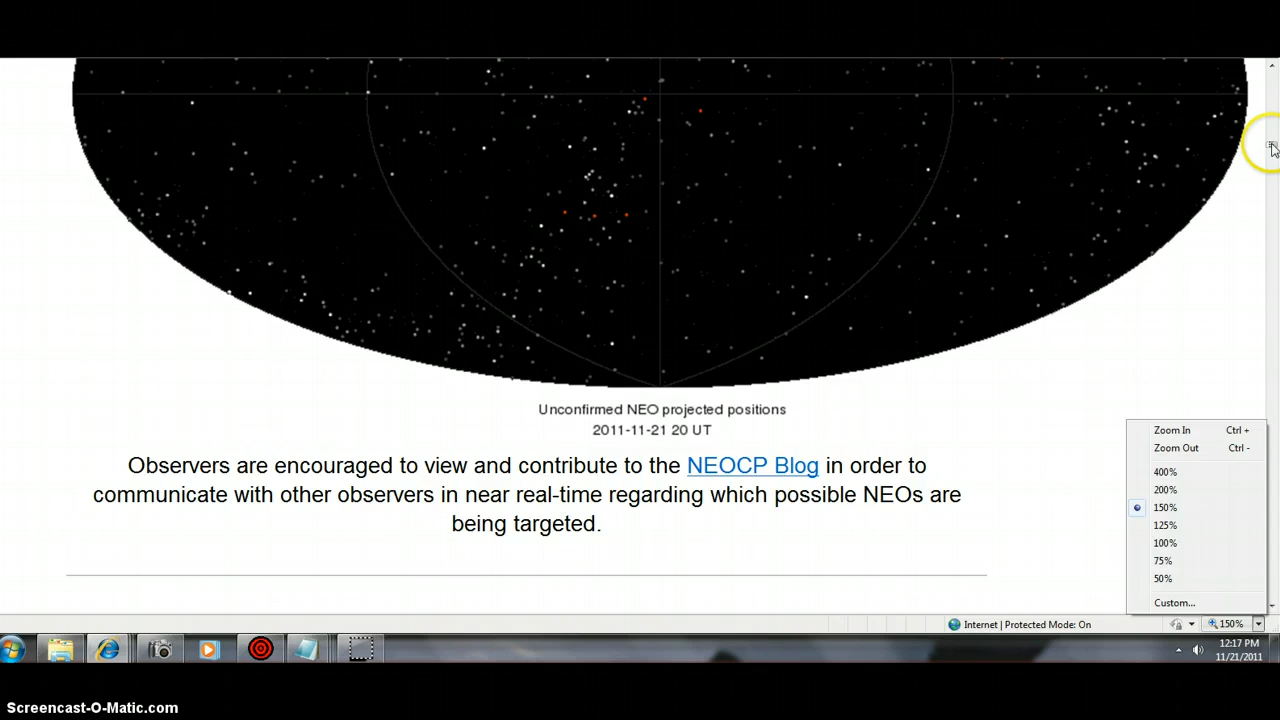 Unconfirmed NEO projected positions
2011-11-21 20 UT
Observers are encouraged to view and contribute to the NEOCP Blog in order to
communicate with other observers in near real-time regarding which possible NEOs are
being targeted.
Zoom In Ctrl +
Zoom Out Ctrl -
400%
200%
150%
125%
100%
75%
50%
Custom...
Internet | Protected Mode: On
150%
12:17 PM
11/21/2011
Screencast-O-Matic.com